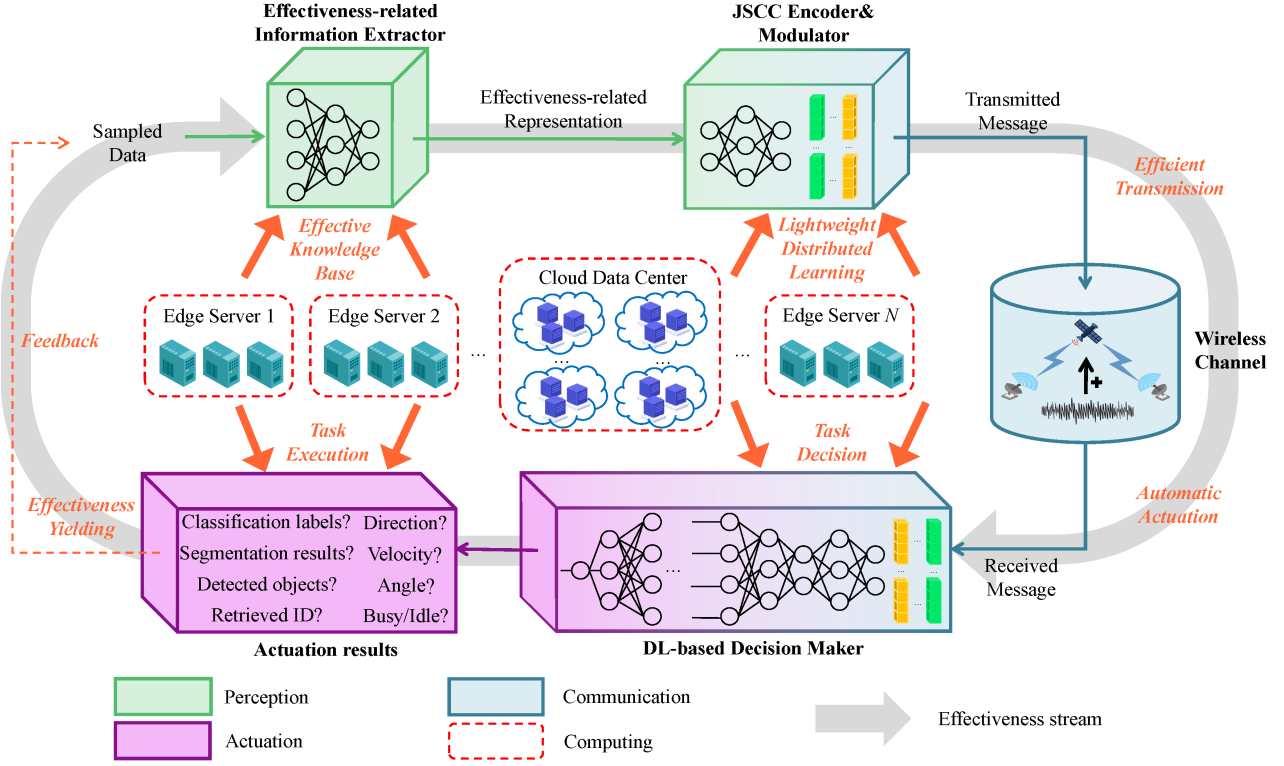 Effectiveness-related
Information Extractor
JSCC Encoder&
Modulator
Sampled
Data
Effectiveness-related
Representation
Transmitted
Message
Efficient
Transmission
Effective
Knowledge
Base
Lightweight
Distributed
Learning
Cloud Data Center
Edge Server 1
Edge Server 2
...
...
...
...
Edge Server N
Feedback
Wireless
Channel
+
Task
Execution
Task
Decision
Effectiveness
Yielding
Automatic
Actuation
Classification labels?
Direction?
Segmentation results?
Velocity?
Detected objects?
Angle?
Retrieved ID?
Busy/Idle?
...
Received
Message
Actuation results
DL-based Decision Maker
Perception
Communication
Effectiveness stream
Actuation
Computing